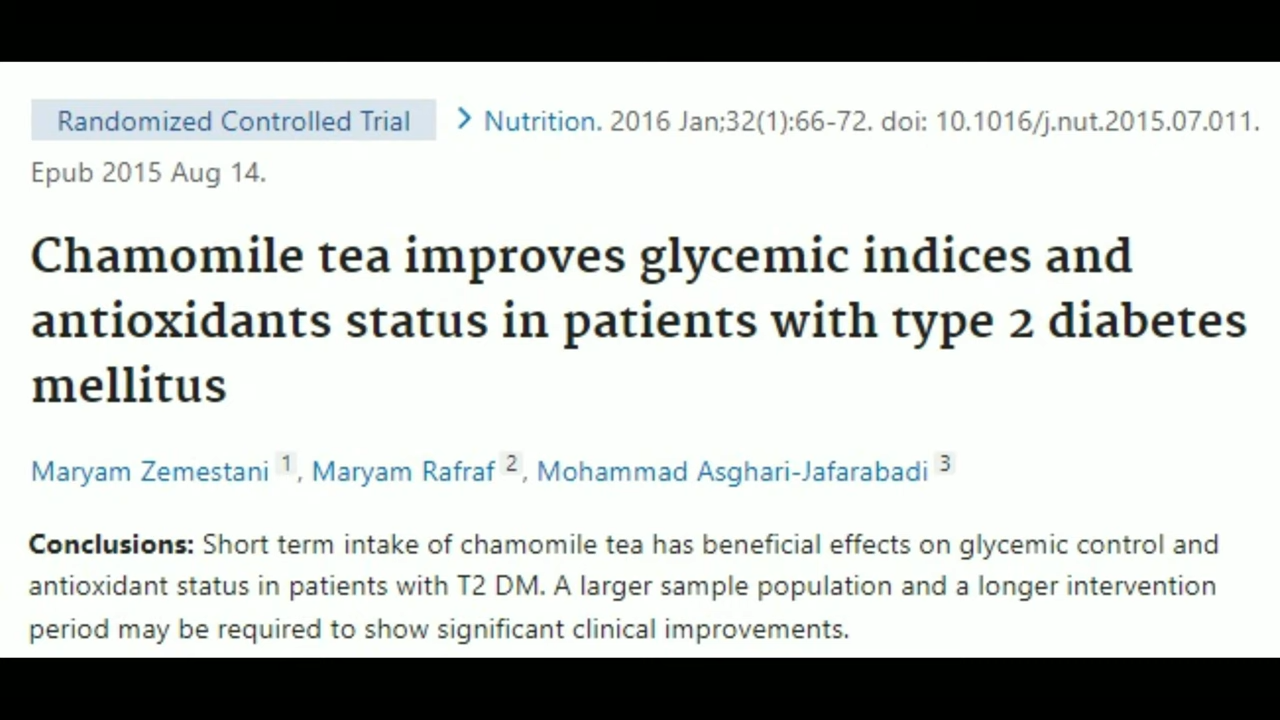 Randomized Controlled Trial > Nutrition. 2016 Jan;32(1):66-72. doi: 10.1016/j.nut.2015.07.011.
Epub 2015 Aug 14.
Chamomile tea improves glycemic indices and
antioxidants status in patients with type 2 diabetes
mellitus
Maryam Zemestani 1, Maryam Rafraf 2, Mohammad Asghari-Jafarabadi 3
Conclusions: Short term intake of chamomile tea has beneficial effects on glycemic control and
antioxidant status in patients with T2 DM. A larger sample population and a longer intervention
period may be required to show significant clinical improvements.